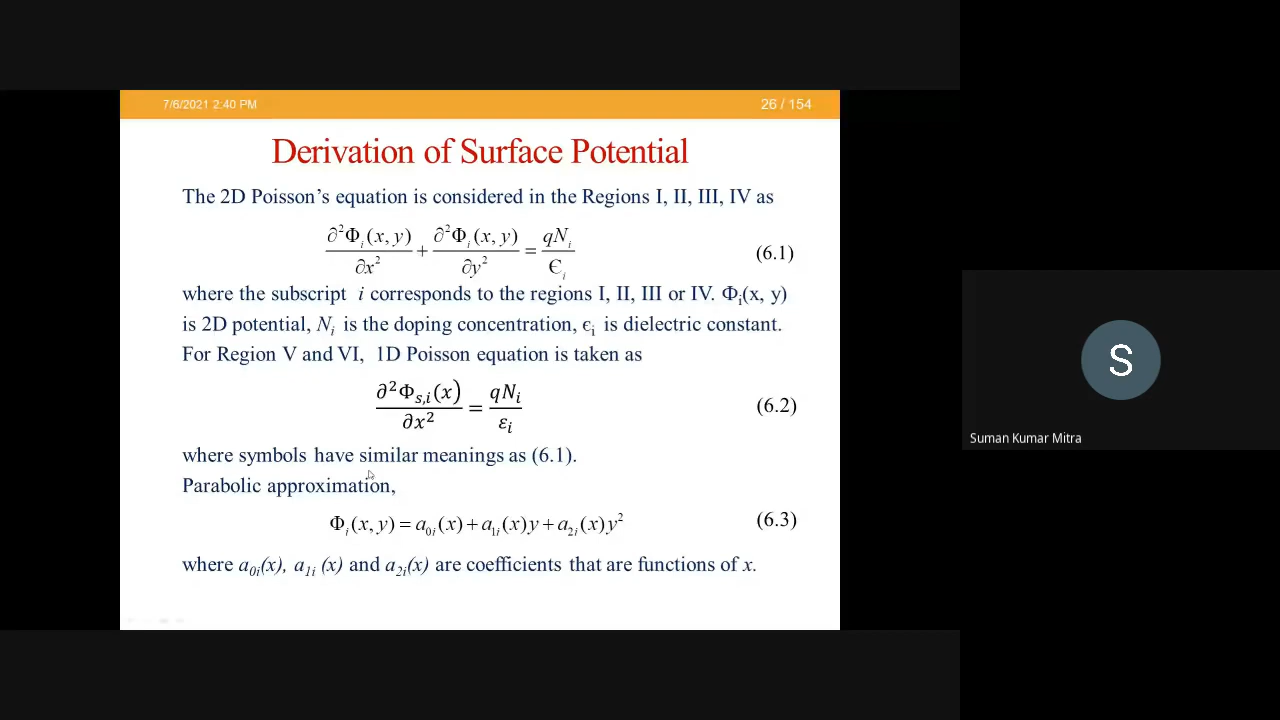 7/6/2021 2:40 PM
26 / 154
Derivation of Surface Potential
The 2D Poisson's equation is considered in the Regions I, II, III, IV as
∂²Φᵢ(x, y)/∂x² + ∂²Φᵢ(x, y)/∂y² = qNᵢ/Єᵢ (6.1)
where the subscript i corresponds to the regions I, II, III or IV. Φᵢ(x, y)
is 2D potential, Nᵢ is the doping concentration, єᵢ is dielectric constant.
For Region V and VI, 1D Poisson equation is taken as
∂²Φₛ,ᵢ(x)/∂x² = qNᵢ/εᵢ (6.2)
where symbols have similar meanings as (6.1).
Parabolic approximation,
Φᵢ(x, y) = a₀ᵢ(x) + a₁ᵢ(x)y + a₂ᵢ(x)y² (6.3)
where a₀ᵢ(x), a₁ᵢ (x) and a₂ᵢ(x) are coefficients that are functions of x.
S
Suman Kumar Mitra